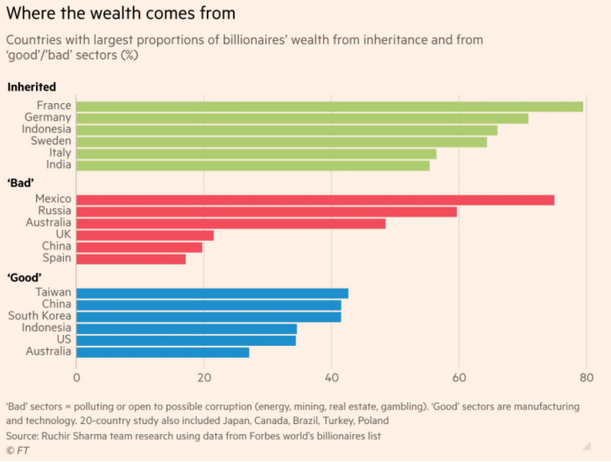 Where the wealth comes from
Countries with largest proportions of billionaires' wealth from inheritance and from
'good'/'bad' sectors (%)
Inherited
France
Germany
Indonesia
Sweden
Italy
India
'Bad'
Mexico
Russia
Australia
UK
China
Spain
'Good'
Taiwan
China
South Korea
Indonesia
US
Australia
0 20 40 60 80
'Bad' sectors = polluting or open to possible corruption (energy, mining, real estate, gambling). 'Good' sectors are manufacturing
and technology. 20-country study also included Japan, Canada, Brazil, Turkey, Poland
Source: Ruchir Sharma team research using data from Forbes world's billionaires list
© FT